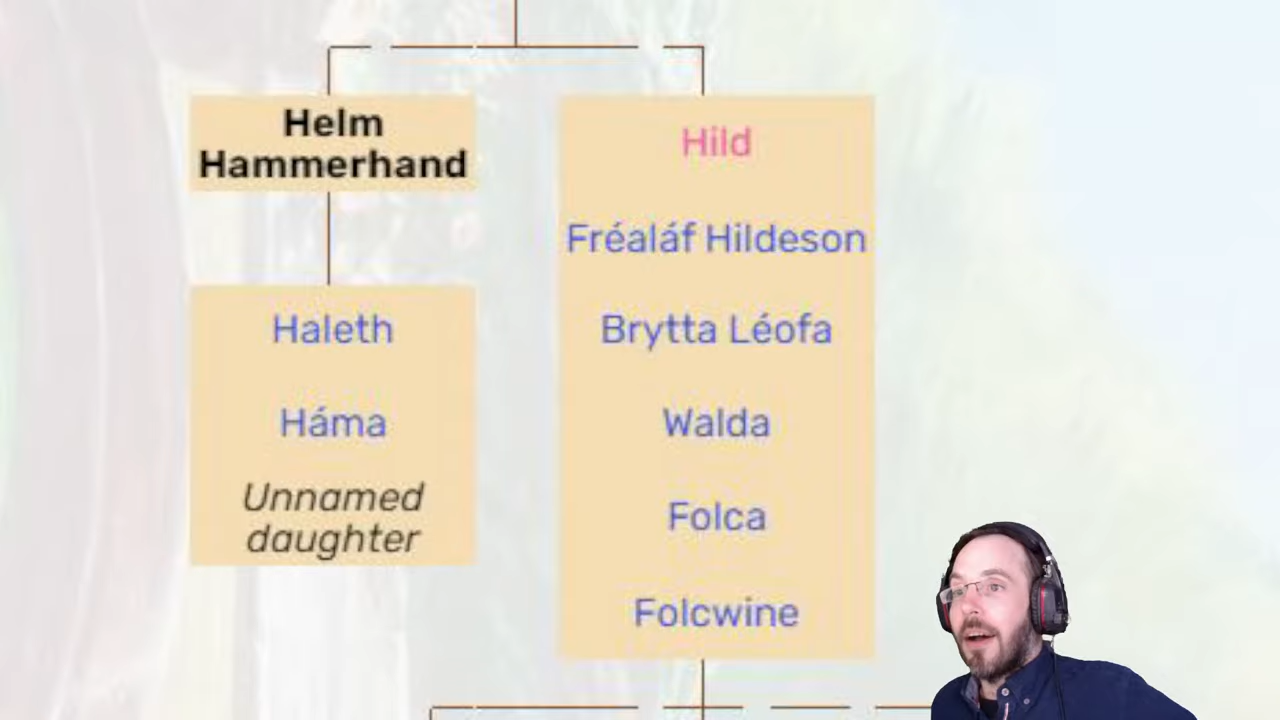 Helm
Hammerhand
Haleth
Háma
Unnamed
daughter
Hild
Fréaláf Hildeson
Brytta Léofa
Walda
Folca
Folcwine